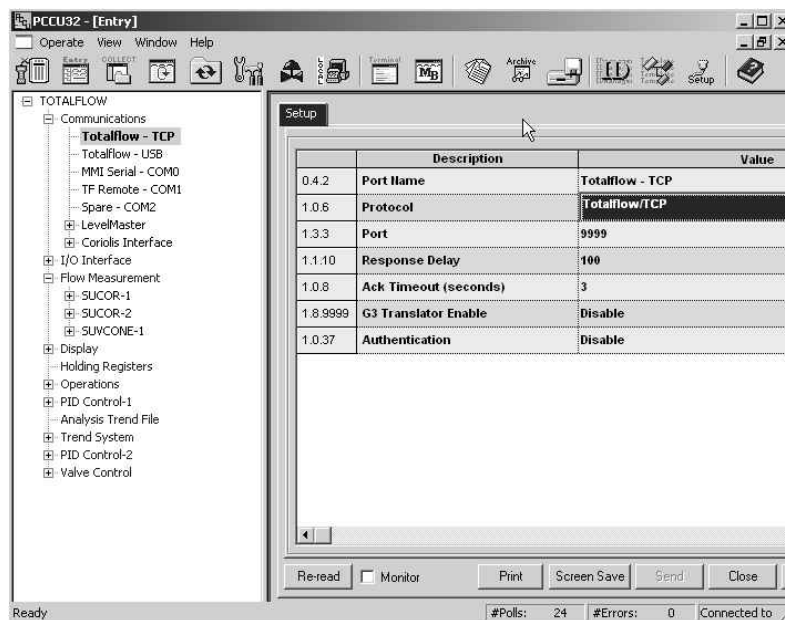 PCCU32 - [Entry]
Operate View Window Help
Entry COLLECT Terminal MB Archive Setup
TOTALFLOW
Communications
Totalflow - TCP
Totalflow - USB
MMI Serial - COM0
TF Remote - COM1
Spare - COM2
LevelMaster
Coriolis Interface
I/O Interface
Flow Measurement
SUCOR-1
SUCOR-2
SUVCONE-1
Display
Holding Registers
Operations
PID Control-1
Analysis Trend File
Trend System
PID Control-2
Valve Control
Setup
Description Value
0.4.2 Port Name Totalflow - TCP
1.0.6 Protocol Totalflow/TCP
1.3.3 Port 9999
1.1.10 Response Delay 100
1.0.8 Ack Timeout (seconds) 3
1.8.9999 G3 Translator Enable Disable
1.0.37 Authentication Disable
Re-read Monitor Print Screen Save Send Close
Ready #Polls: 24 #Errors: 0 Connected to